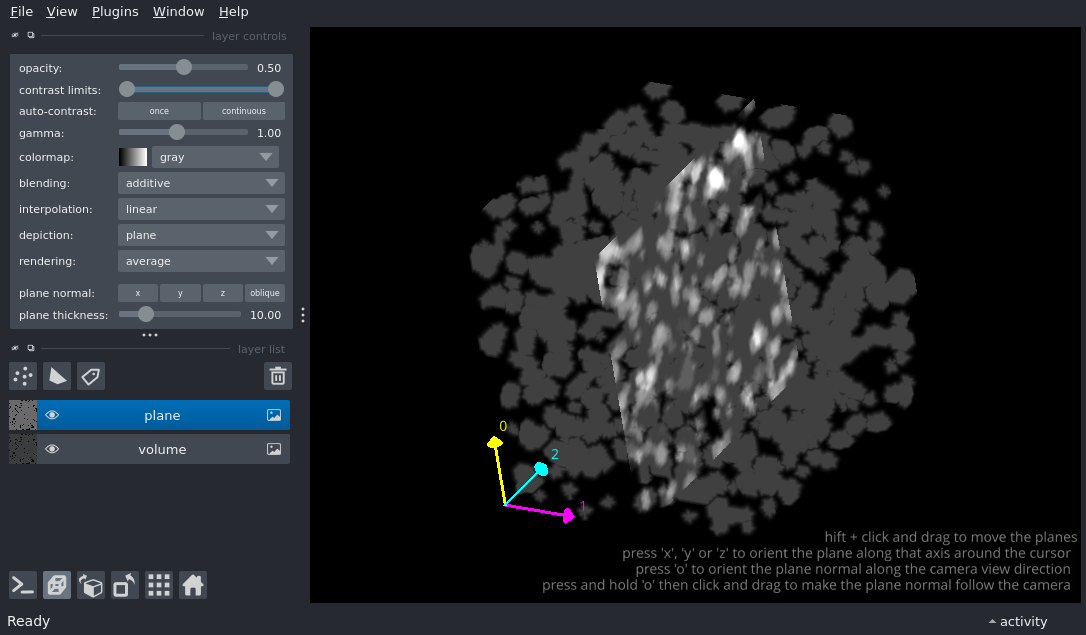 File View Plugins Window Help
layer controls
opacity: 0.50
contrast limits:
auto-contrast: once continuous
gamma: 1.00
colormap: gray
blending: additive
interpolation: linear
depiction: plane
rendering: average
plane normal: x y z oblique
plane thickness: 10.00
layer list
plane
volume
0
2
1
hift + click and drag to move the planes
press 'x', 'y' or 'z' to orient the plane along that axis around the cursor
press 'o' to orient the plane normal along the camera view direction
press and hold 'o' then click and drag to make the plane normal follow the camera
Ready activity